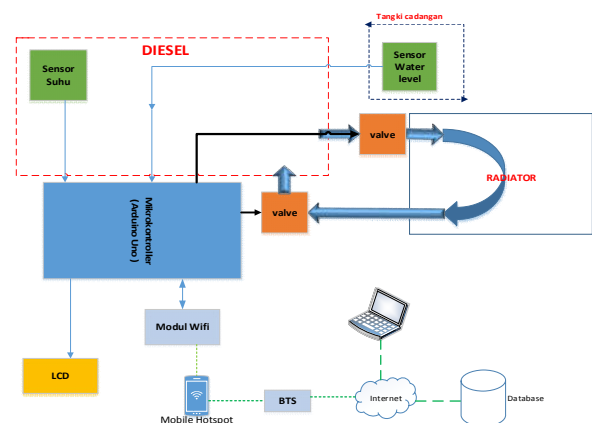 Tangki cadangan
DIESEL
Sensor
Suhu
Sensor
Water
level
valve
RADIATOR
Mikrokontroller
(Arduino Uno)
valve
Modul Wifi
LCD
BTS
Internet
Database
Mobile Hotspot